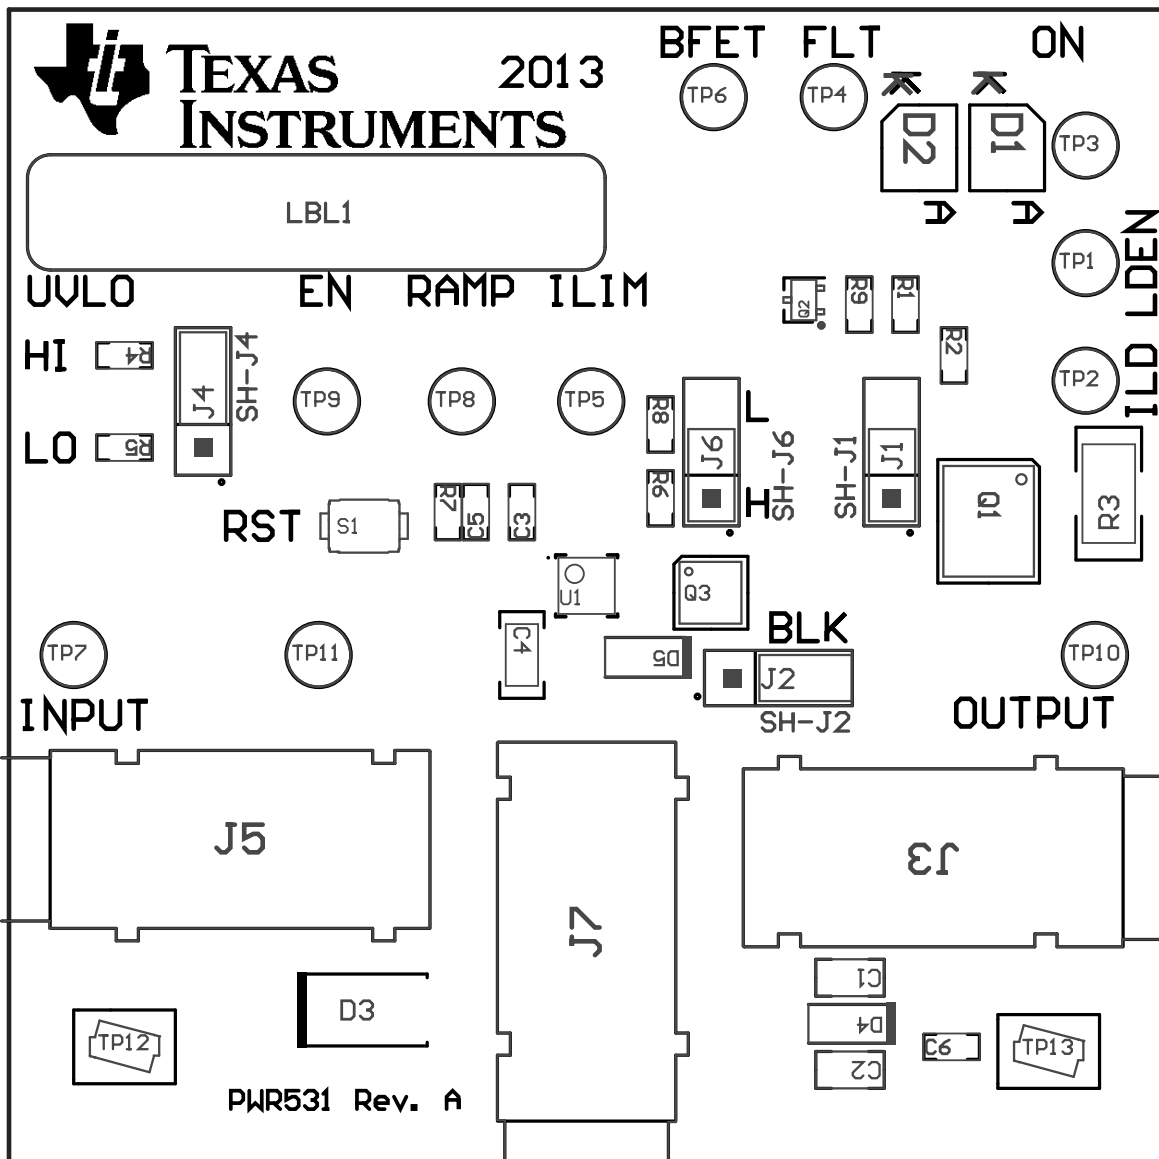 BFET FLT ON
TEXAS INSTRUMENTS 2013
TP6 TP4 K K
D2 D1 TP3
A A
LBL1
TP1 LDEN
UVLO EN RAMP ILIM
Q2 R9 R1
HI R4 J4 SH-J4
R2
TP2 ILD
TP9 TP8 TP5 R8 L
LO R5 J6 SH-J6 SH-J1 J1
R6 H
R7 C5 C3 Q1 R3
RST S1
U1 Q3
BLK
C4 D5
TP7 TP11 TP10
J2
INPUT SH-J2 OUTPUT
J5 J3
J7
C1
D3 D4
TP12 C6 TP13
C2
PWR531 Rev. A